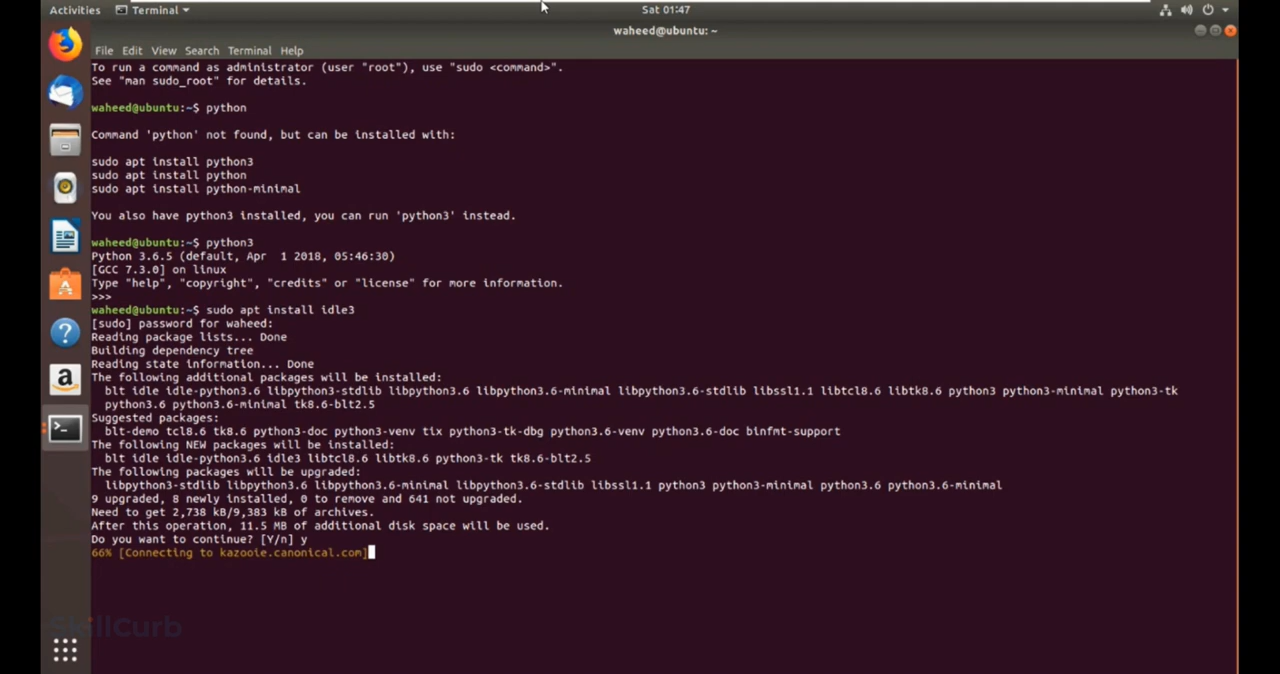 Activities Terminal Sat 01:47
waheed@ubuntu: ~
File Edit View Search Terminal Help
To run a command as administrator (user "root"), use "sudo <command>".
See "man sudo_root" for details.
waheed@ubuntu:~$ python
Command 'python' not found, but can be installed with:
sudo apt install python3
sudo apt install python
sudo apt install python-minimal
You also have python3 installed, you can run 'python3' instead.
waheed@ubuntu:~$ python3
Python 3.6.5 (default, Apr  1 2018, 05:46:30)
[GCC 7.3.0] on linux
Type "help", "copyright", "credits" or "license" for more information.
>>>
waheed@ubuntu:~$ sudo apt install idle3
[sudo] password for waheed:
Reading package lists... Done
Building dependency tree
Reading state information... Done
The following additional packages will be installed:
  blt idle idle-python3.6 libpython3-stdlib libpython3.6 libpython3.6-minimal libpython3.6-stdlib libssl1.1 libtcl8.6 libtk8.6 python3 python3-minimal python3-tk
  python3.6 python3.6-minimal tk8.6-blt2.5
Suggested packages:
  blt-demo tcl8.6 tk8.6 python3-doc python3-venv tix python3-tk-dbg python3.6-venv python3.6-doc binfmt-support
The following NEW packages will be installed:
  blt idle idle-python3.6 idle3 libtcl8.6 libtk8.6 python3-tk tk8.6-blt2.5
The following packages will be upgraded:
  libpython3-stdlib libpython3.6 libpython3.6-minimal libpython3.6-stdlib libssl1.1 python3 python3-minimal python3.6 python3.6-minimal
9 upgraded, 8 newly installed, 0 to remove and 641 not upgraded.
Need to get 2,738 kB/9,383 kB of archives.
After this operation, 11.5 MB of additional disk space will be used.
Do you want to continue? [Y/n] y
66% [Connecting to kazooie.canonical.com]
SkillCurb